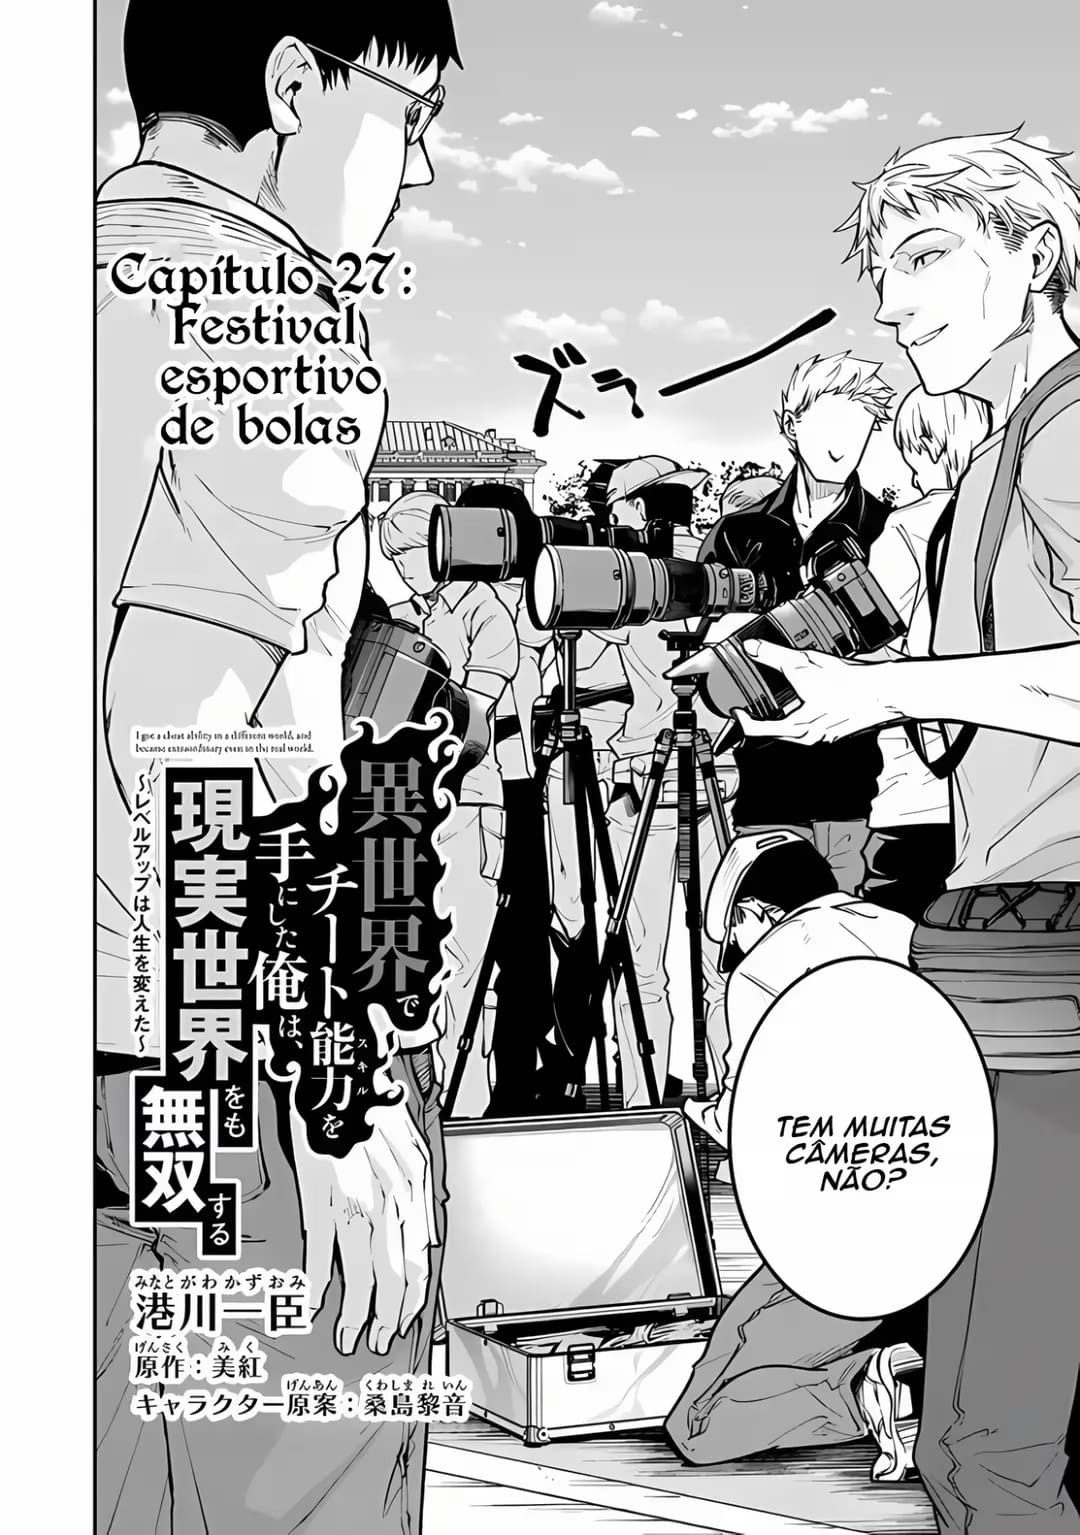 Capítulo 27:
Festival
esportivo
de bolas
ズラー
I got a cheat ability in a different world, and
became extraordinary even in the real world.
異世界で
チート能力を
スキル
手にした俺は、
現実世界をも
無双する
～レベルアップは人生を変えた～
TEM MUITAS
CÂMERAS,
NÃO?
みなとがわかずおみ
港川一臣
げんさく みく
原作：美紅
げんあん くわしまれいん
キャラクター原案：桑島黎音